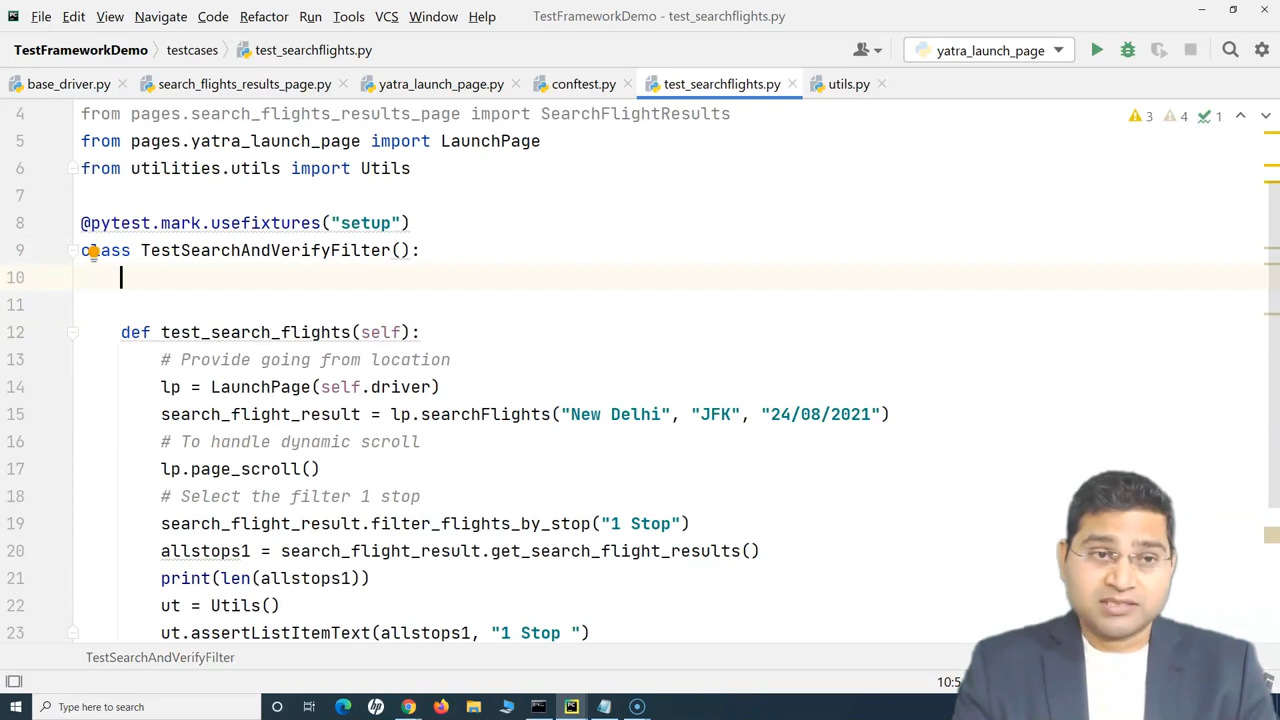 File Edit View Navigate Code Refactor Run Tools VCS Window Help TestFrameworkDemo - test_searchflights.py
TestFrameworkDemo testcases test_searchflights.py yatra_launch_page
base_driver.py search_flights_results_page.py yatra_launch_page.py conftest.py test_searchflights.py utils.py
4 from pages.search_flights_results_page import SearchFlightResults 3 4 1
5 from pages.yatra_launch_page import LaunchPage
6 from utilities.utils import Utils
7
8 @pytest.mark.usefixtures("setup")
9 class TestSearchAndVerifyFilter():
10
11
12 def test_search_flights(self):
13 # Provide going from location
14 lp = LaunchPage(self.driver)
15 search_flight_result = lp.searchFlights("New Delhi", "JFK", "24/08/2021")
16 # To handle dynamic scroll
17 lp.page_scroll()
18 # Select the filter 1 stop
19 search_flight_result.filter_flights_by_stop("1 Stop")
20 allstops1 = search_flight_result.get_search_flight_results()
21 print(len(allstops1))
22 ut = Utils()
23 ut.assertListItemText(allstops1, "1 Stop ")
TestSearchAndVerifyFilter
10:5
Type here to search